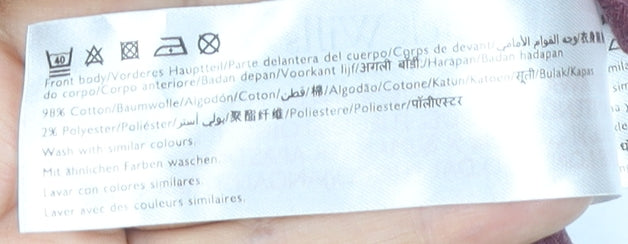 40
Front body/Vorderes Hauptteil/Parte delantera del cuerpo/Corps de devant/
do corpo/Corpo anteriore/Badan depan/Voorkant lijf/अगली बॉडी/Harapan/Badan hadapan
98% Cotton/Baumwolle/Algodón/Coton/قطن/棉/Algodão/Cotone/Katun/Katoen/सूती/Bulak/Kapas
2% Polyester/Poliéster/بولي أستر/聚酯纤维/Poliestere/Poliester/पॉलीएस्टर
Wash with similar colours.
Mit ähnlichen Farben waschen.
Lavar con colores similares.
Laver avec des couleurs similaires.